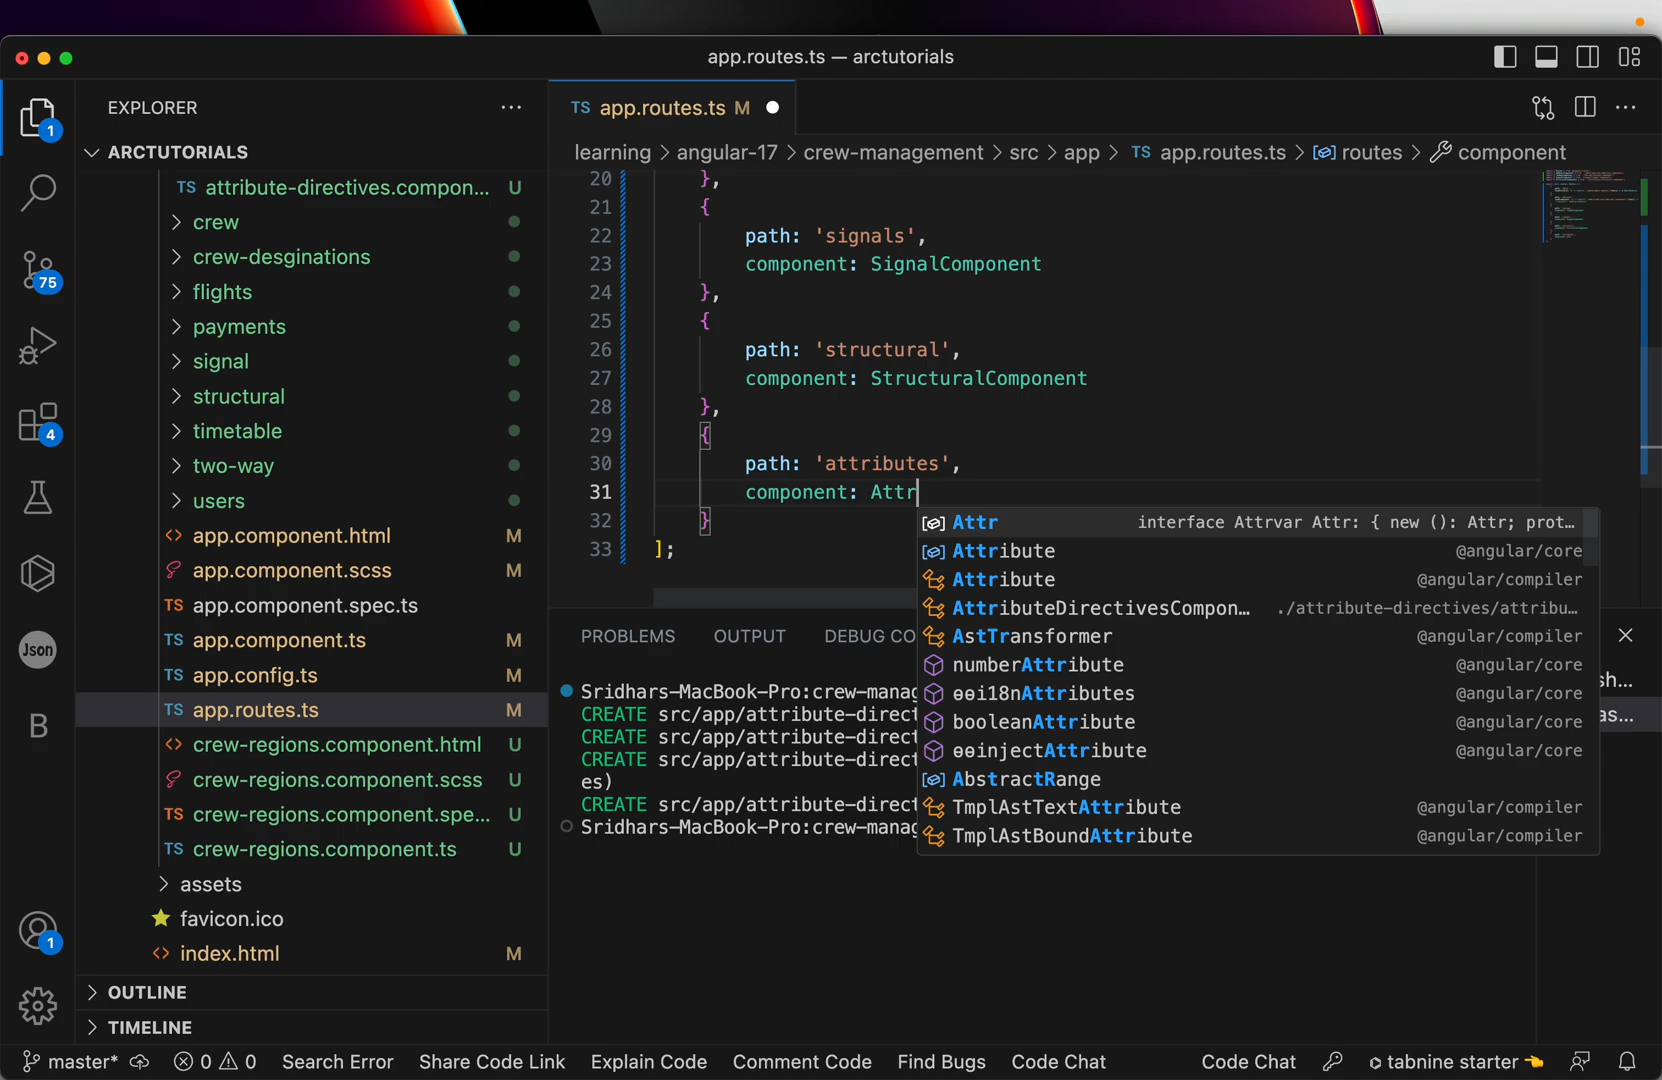 app.routes.ts — arctutorials
EXPLORER
ARCTUTORIALS
TS attribute-directives.compon... U
crew
crew-desginations
flights
payments
signal
structural
timetable
two-way
users
<> app.component.html M
app.component.scss M
TS app.component.spec.ts
TS app.component.ts M
TS app.config.ts M
TS app.routes.ts M
<> crew-regions.component.html U
crew-regions.component.scss U
TS crew-regions.component.spe... U
TS crew-regions.component.ts U
assets
favicon.ico
<> index.html M
OUTLINE
TIMELINE
1
75
4
Json
B
1
TS app.routes.ts M
learning > angular-17 > crew-management > src > app > TS app.routes.ts > routes > component
20 },
21 {
22 path: 'signals',
23 component: SignalComponent
24 },
25 {
26 path: 'structural',
27 component: StructuralComponent
28 },
29 {
30 path: 'attributes',
31 component: Attr
32 }
33 ];
Attr interface Attrvar Attr: { new (): Attr; prot...
Attribute @angular/core
Attribute @angular/compiler
AttributeDirectivesCompon... ./attribute-directives/attribu...
AstTransformer @angular/compiler
numberAttribute @angular/core
ɵɵi18nAttributes @angular/core
booleanAttribute @angular/core
ɵɵinjectAttribute @angular/core
AbstractRange
TmplAstTextAttribute @angular/compiler
TmplAstBoundAttribute @angular/compiler
PROBLEMS OUTPUT DEBUG CO
Sridhars-MacBook-Pro:crew-manag
CREATE src/app/attribute-direct
CREATE src/app/attribute-direct
CREATE src/app/attribute-direct
es)
CREATE src/app/attribute-direct
Sridhars-MacBook-Pro:crew-manag
sh...
as...
master* 0 0 Search Error Share Code Link Explain Code Comment Code Find Bugs Code Chat Code Chat tabnine starter